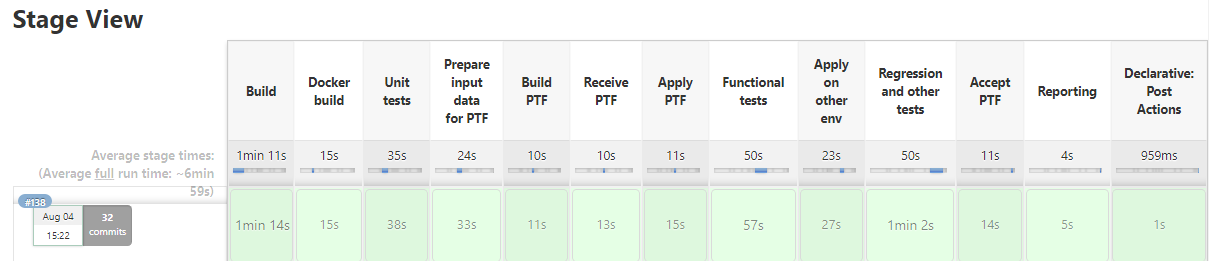 Stage View
Build
Docker
build
Unit
tests
Prepare
input
data
for PTF
Build
PTF
Receive
PTF
Apply
PTF
Functional
tests
Apply
on
other
env
Regression
and other
tests
Accept
PTF
Reporting
Declarative:
Post
Actions
Average stage times:
(Average full run time: ~6min
59s)
1min 11s 15s 35s 24s 10s 10s 11s 50s 23s 50s 11s 4s 959ms
#138
Aug 04
15:22
32
commits
1min 14s 15s 38s 33s 11s 13s 15s 57s 27s 1min 2s 14s 5s 1s